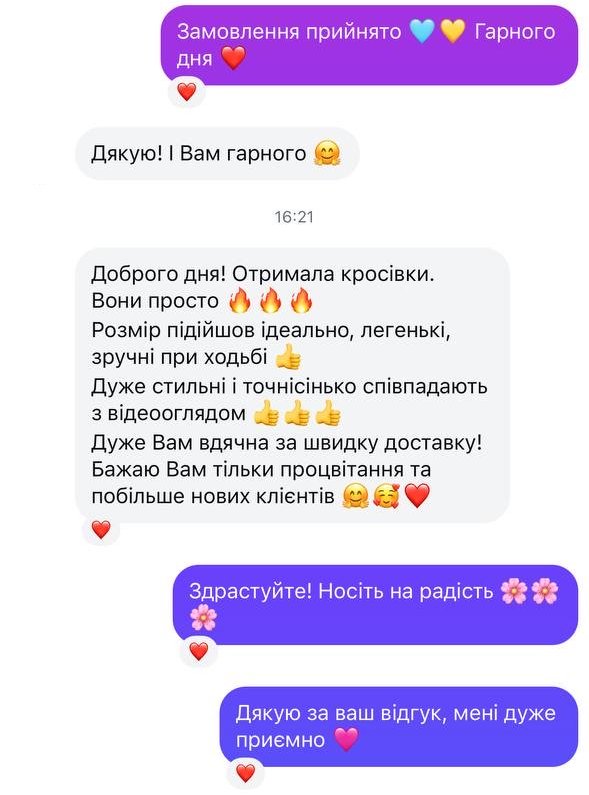 Замовлення прийнято 🩵💛 Гарного
дня ❤️
❤️
Дякую! І Вам гарного 🤗
16:21
Доброго дня! Отримала кросівки.
Вони просто 🔥🔥🔥
Розмір підійшов ідеально, легенькі,
зручні при ходьбі 👍
Дуже стильні і точнісінько співпадають
з відеооглядом 👍👍👍
Дуже Вам вдячна за швидку доставку!
Бажаю Вам тільки процвітання та
побільше нових клієнтів 🤗🥰❤️
❤️
Здрастуйте! Носіть на радість 🌸🌸
🌸
❤️
Дякую за ваш відгук, мені дуже
приємно 🩷
❤️